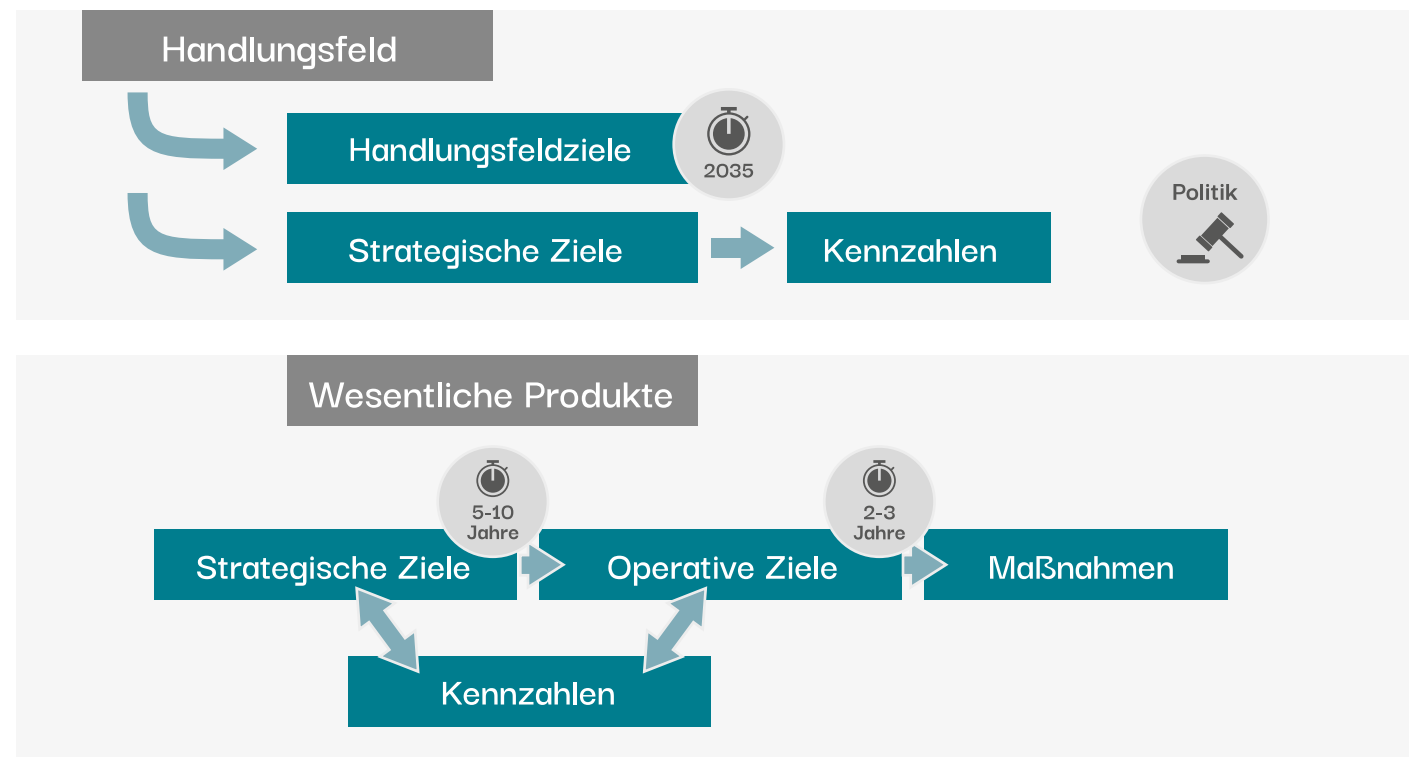 Handlungsfeld
Handlungsfeldziele
2035
Politik
Strategische Ziele
Kennzahlen
Wesentliche Produkte
5-10
Jahre
2-3
Jahre
Strategische Ziele
Operative Ziele
Maßnahmen
Kennzahlen